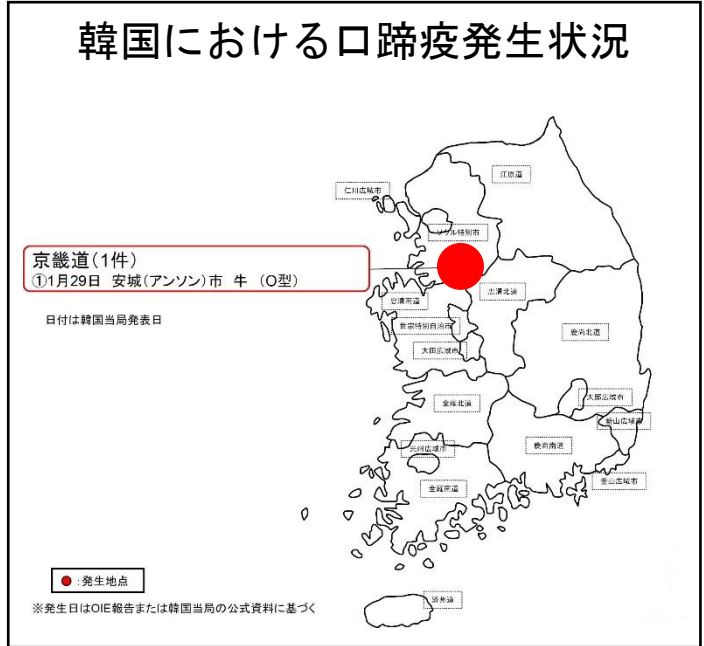 韓国における口蹄疫発生状況
江原道
仁川広域市
ソウル特別市
京畿道(1件)
①1月29日 安城(アンソン)市 牛 (O型)
忠清北道
忠清南道
日付は韓国当局発表日
世宗特別自治市
慶尚北道
大田広域市
大邱広域市
金羅北道
蔚山広域市
慶尚南道
光州広域市
釜山広域市
金羅南道
:発生地点
済州道
※発生日はOIE報告または韓国当局の公式資料に基づく